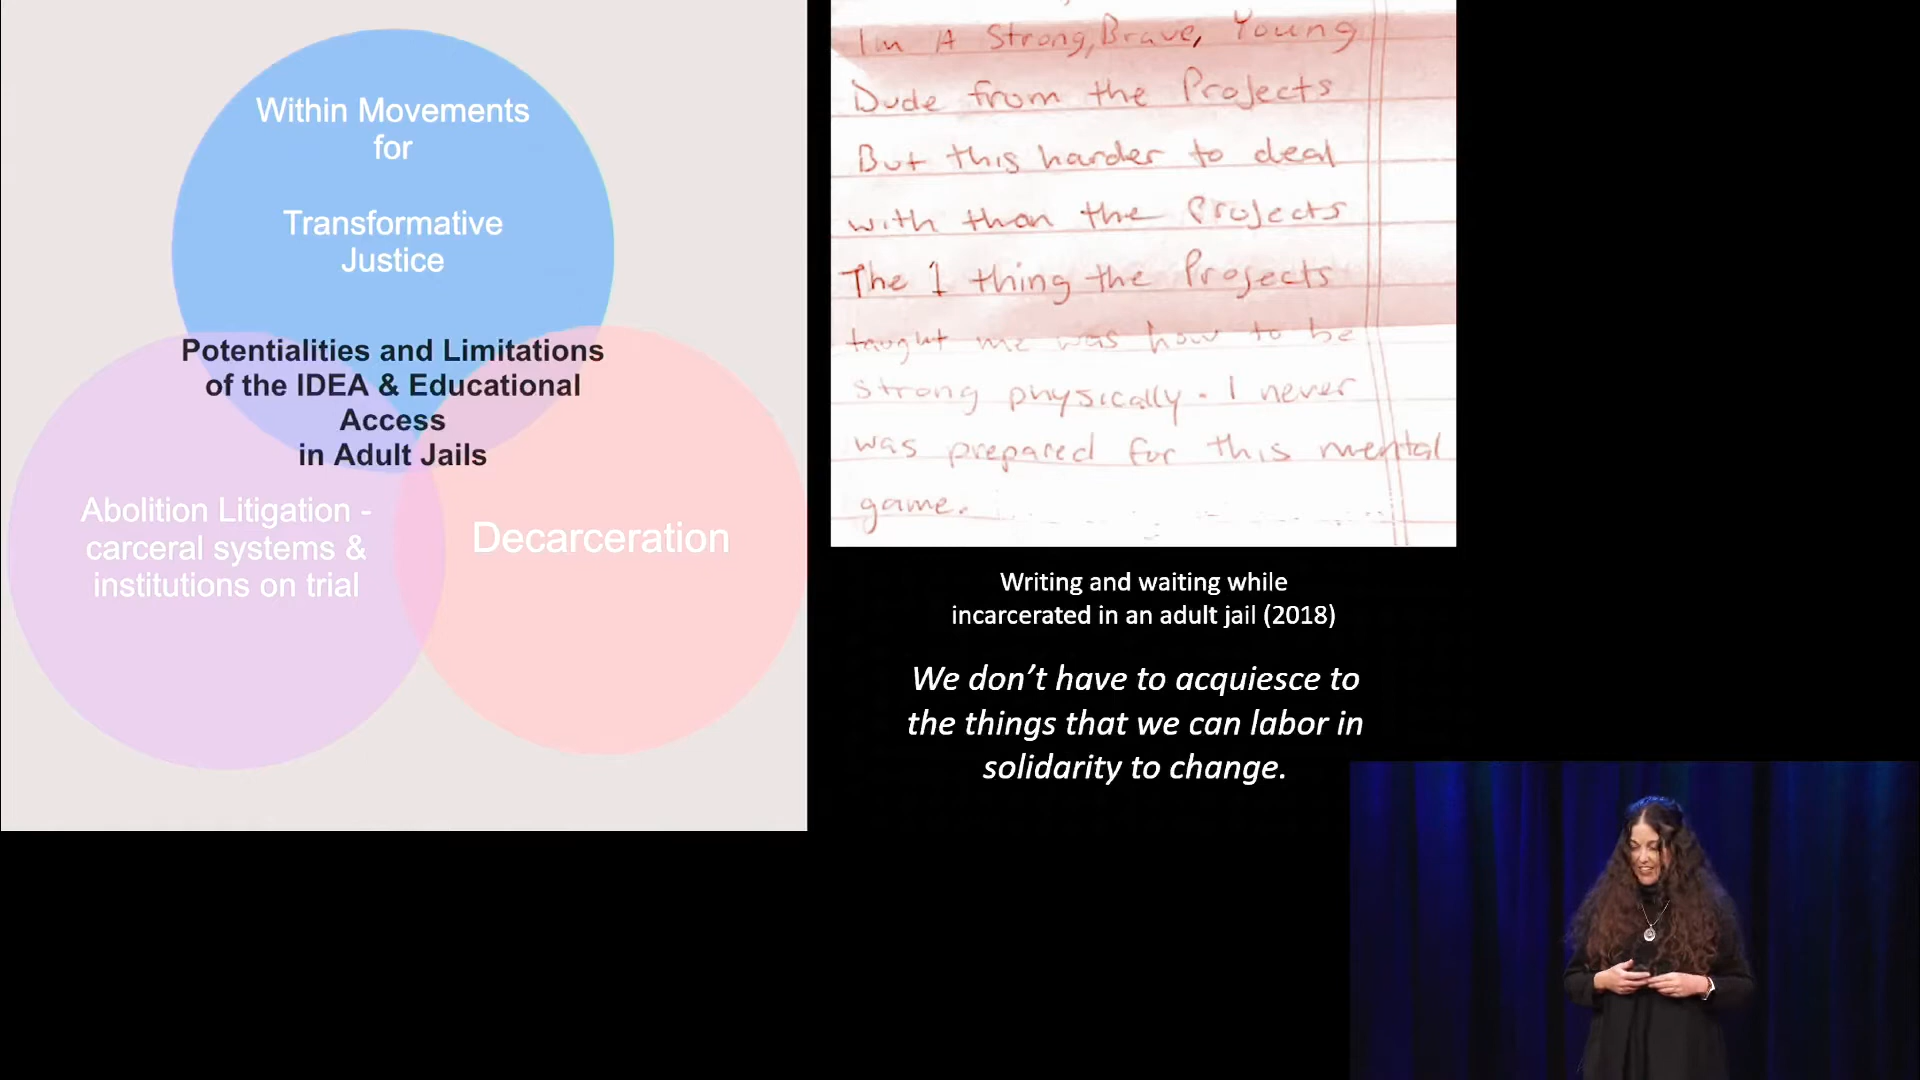 Within Movements
for
Transformative
Justice
Potentialities and Limitations
of the IDEA & Educational
Access
in Adult Jails
Abolition Litigation -
carceral systems &
institutions on trial
Decarceration
I'm A Strong, Brave, Young
Dude from the Projects
But this harder to deal
with than the Projects
The 1 thing the Projects
taught me was how to be
strong physically. I never
was prepared for this mental
game.
Writing and waiting while
incarcerated in an adult jail (2018)
We don't have to acquiesce to
the things that we can labor in
solidarity to change.